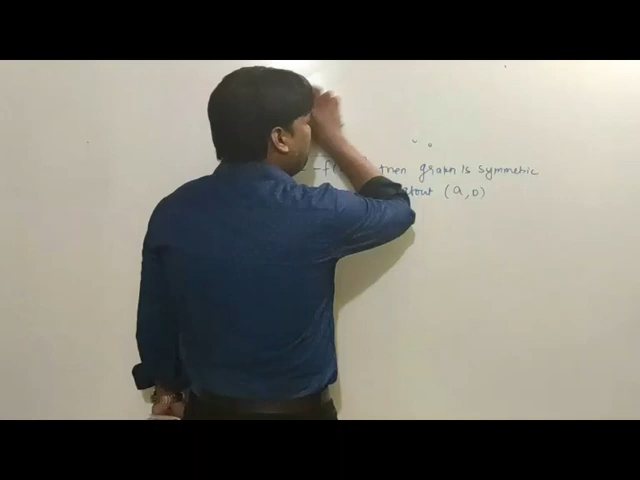 -f( then graph is symmetric
about (a,0)